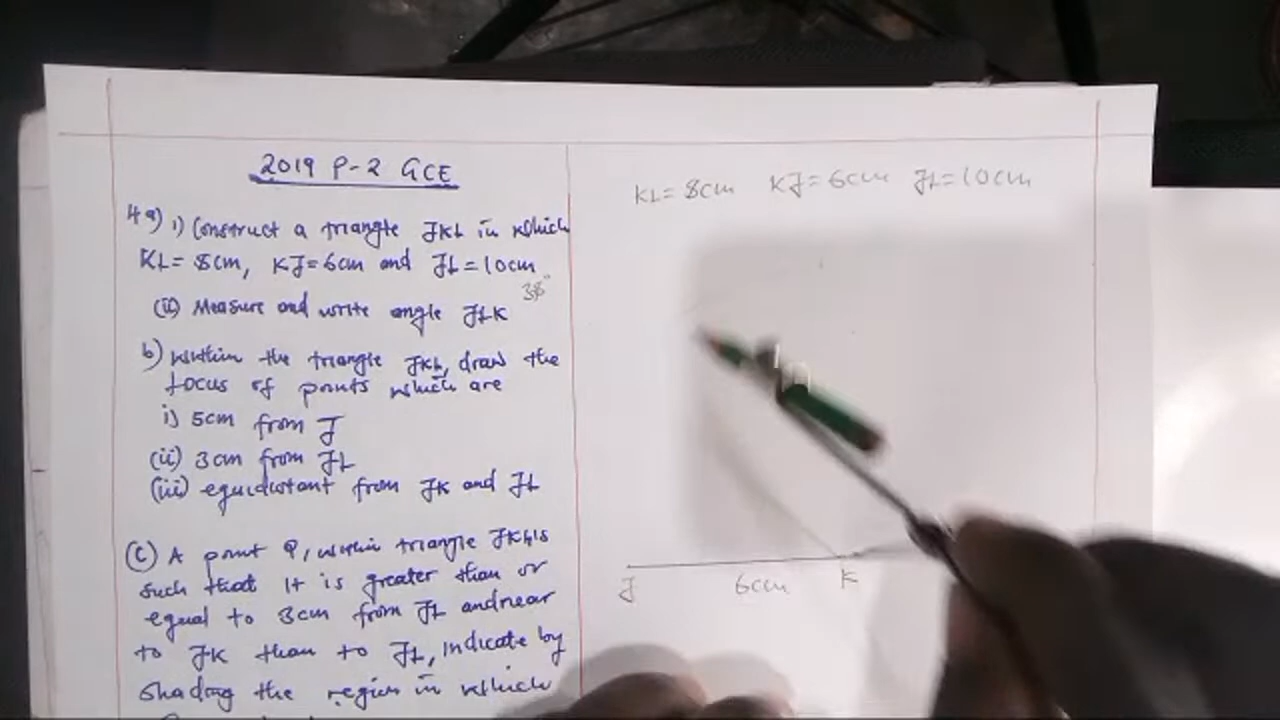 2019 P-2 GCE
4a) i) Construct a triangle JKL in which
KL= 8cm, KJ=6cm and JL=10cm
38°
(ii) Measure and write angle JLK
b) Within the triangle JKL, draw the
locus of points which are
i) 5cm from J
(ii) 3cm from JL
(iii) equidistant from JK and JL
(C) A point Q, within triangle JKL is
such that it is greater than or
equal to 3cm from JL and near
to JK than to JL, indicate by
shading the region in which
KL= 8cm KJ=6cm JL=10cm
J 6cm K